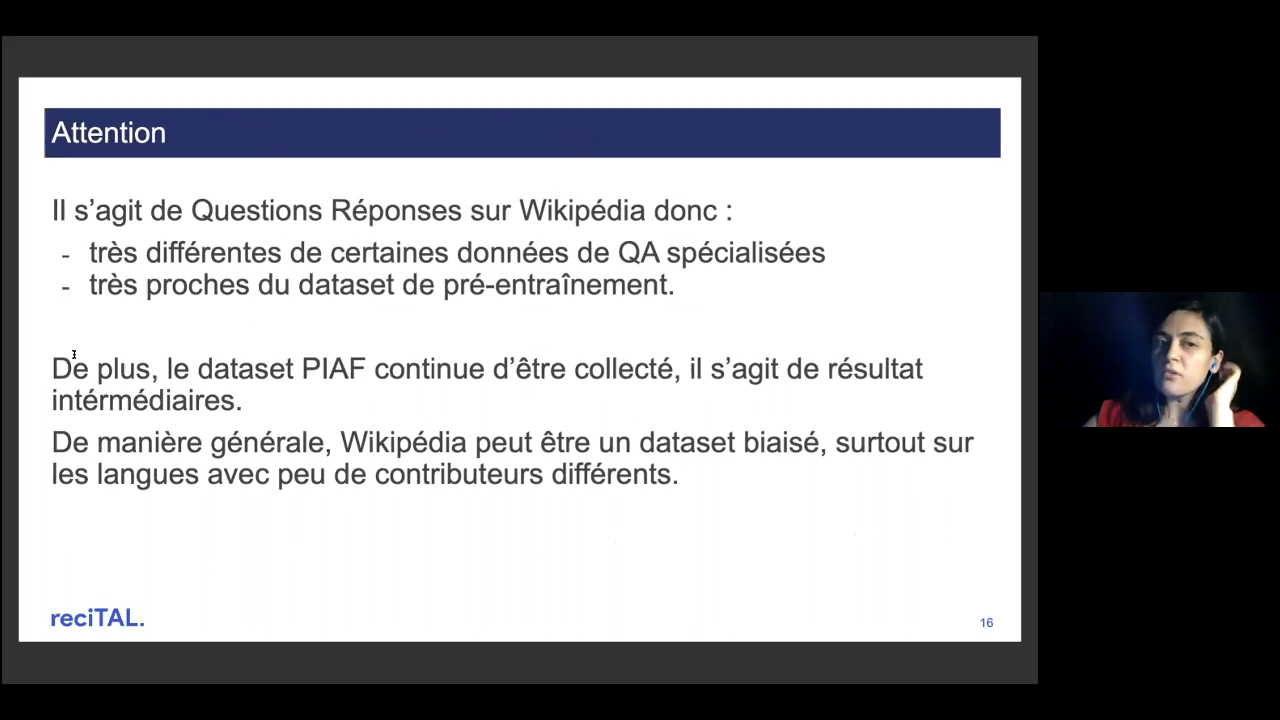 Attention
Il s’agit de Questions Réponses sur Wikipédia donc :
- très différentes de certaines données de QA spécialisées
- très proches du dataset de pré-entraînement.
De plus, le dataset PIAF continue d’être collecté, il s’agit de résultat
intérmédiaires.
De manière générale, Wikipédia peut être un dataset biaisé, surtout sur
les langues avec peu de contributeurs différents.
reciTAL.
16